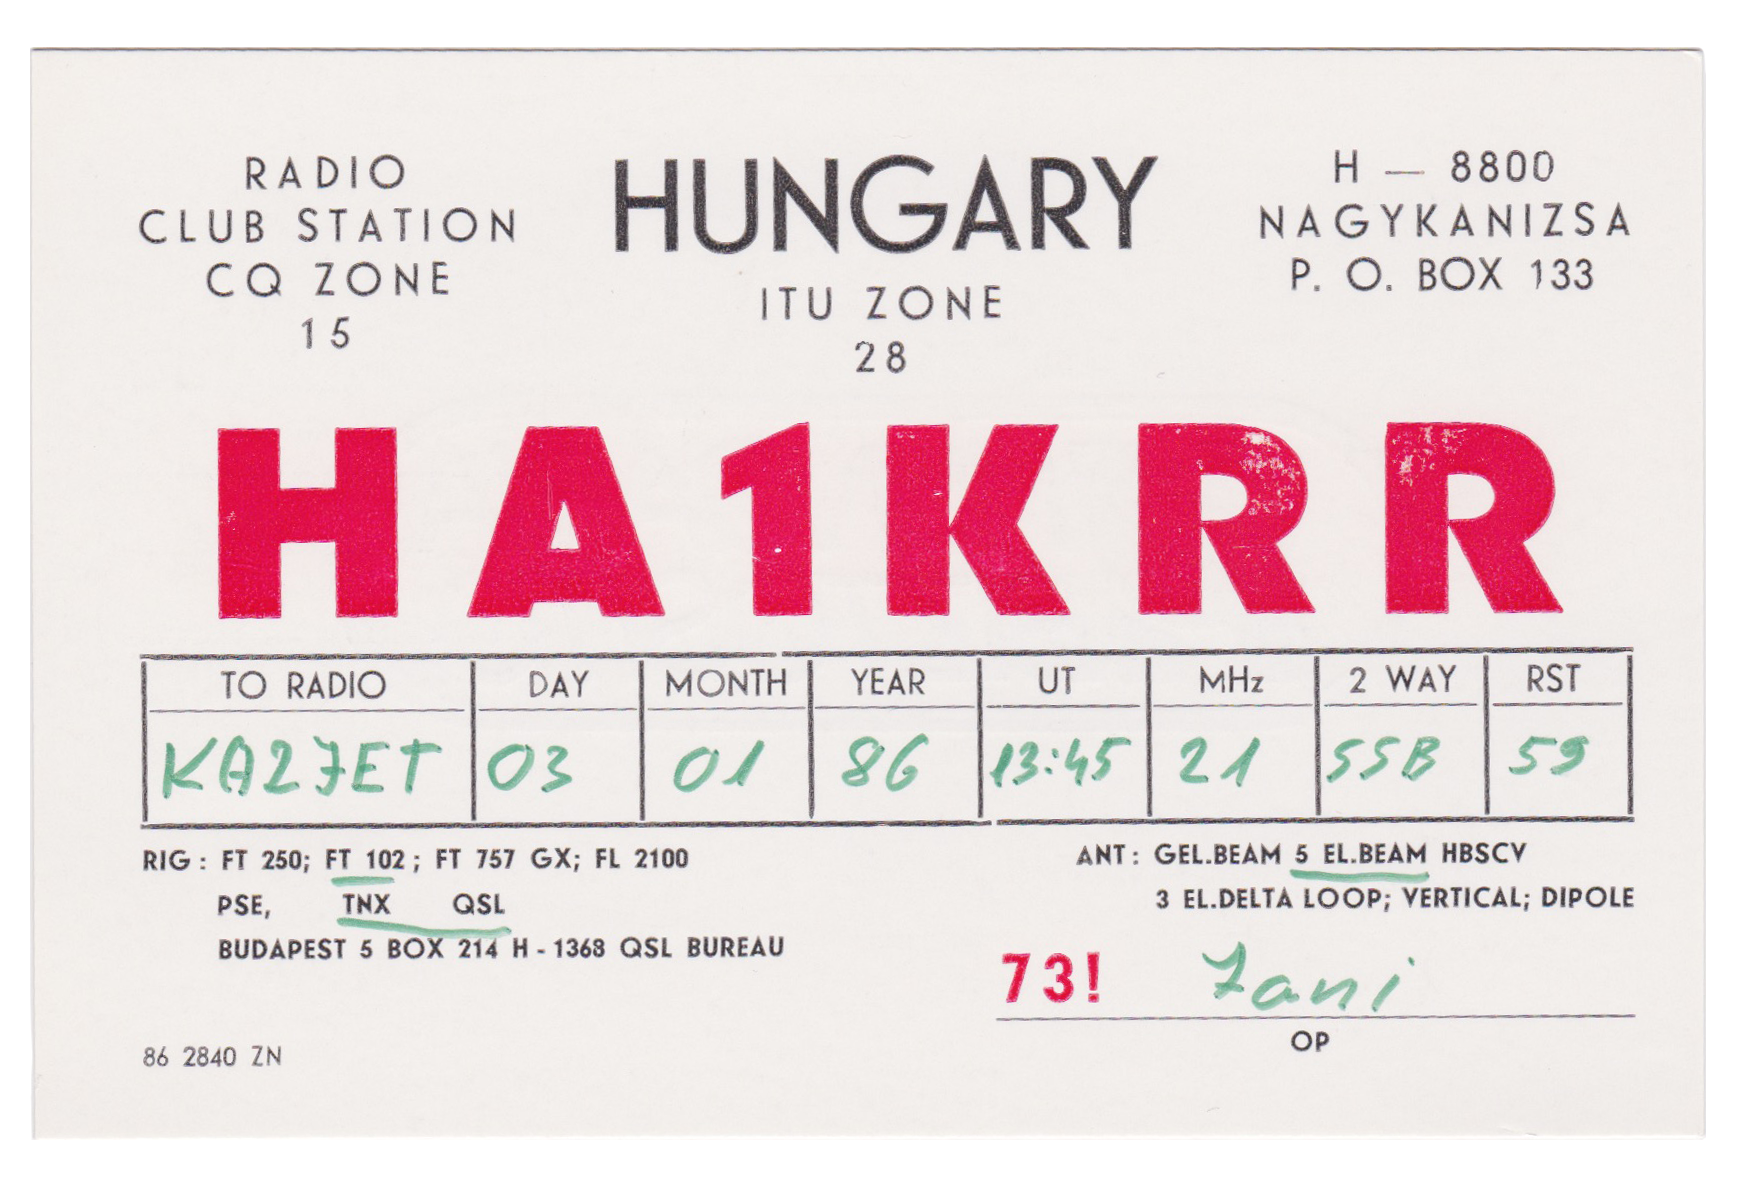 RADIO
CLUB STATION
CQ ZONE
15
HUNGARY
ITU ZONE
28
H — 8800
NAGYKANIZSA
P. O. BOX 133
HA1KRR
TO RADIO DAY MONTH YEAR UT MHz 2 WAY RST
KA2JET 03 01 86 13:45 21 SSB 59
RIG : FT 250; FT 102 ; FT 757 GX; FL 2100
PSE, TNX QSL
BUDAPEST 5 BOX 214 H - 1368 QSL BUREAU
ANT : GEL.BEAM 5 EL.BEAM HBSCV
3 EL.DELTA LOOP; VERTICAL; DIPOLE
73! Jani
OP
86 2840 ZN